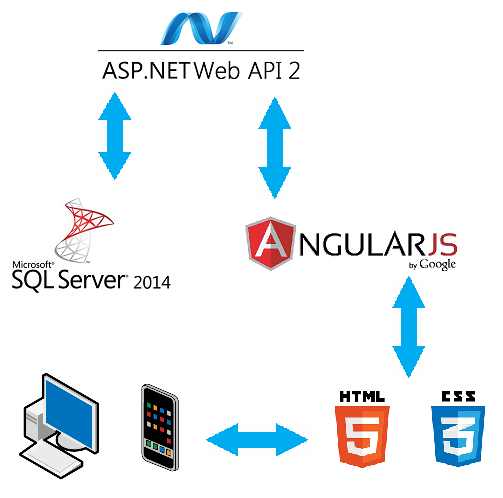 ASP.NET Web API 2
Microsoft®
SQL Server® 2014
ANGULARJS
by Google
HTML
5
CSS
3